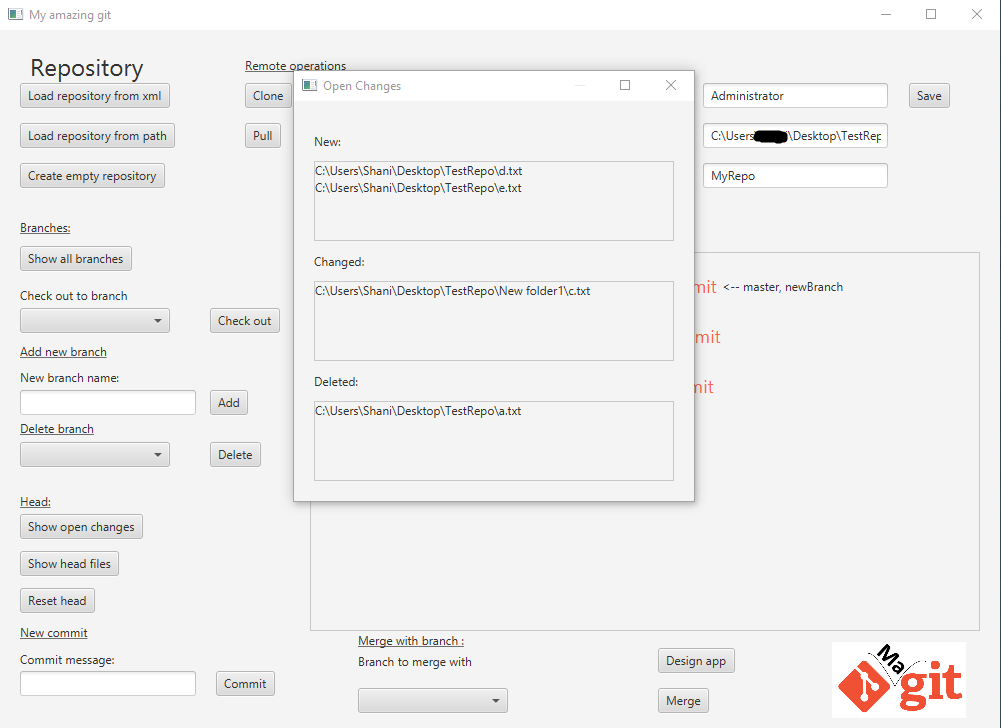 My amazing git
Repository
Remote operations
Load repository from xml
Clone
Open Changes
Administrator
Save
Load repository from path
Pull
C:\Users\Desktop\TestRep
Create empty repository
MyRepo
New:
C:\Users\Shani\Desktop\TestRepo\d.txt
C:\Users\Shani\Desktop\TestRepo\e.txt
Branches:
Show all branches
Changed:
C:\Users\Shani\Desktop\TestRepo\New folder1\c.txt
<-- master, newBranch
Check out to branch
Check out
Add new branch
New branch name:
Add
Deleted:
C:\Users\Shani\Desktop\TestRepo\a.txt
Delete branch
Delete
Head:
Show open changes
Show head files
Reset head
New commit
Commit message:
Commit
Merge with branch :
Branch to merge with
Design app
Merge
Ma
git